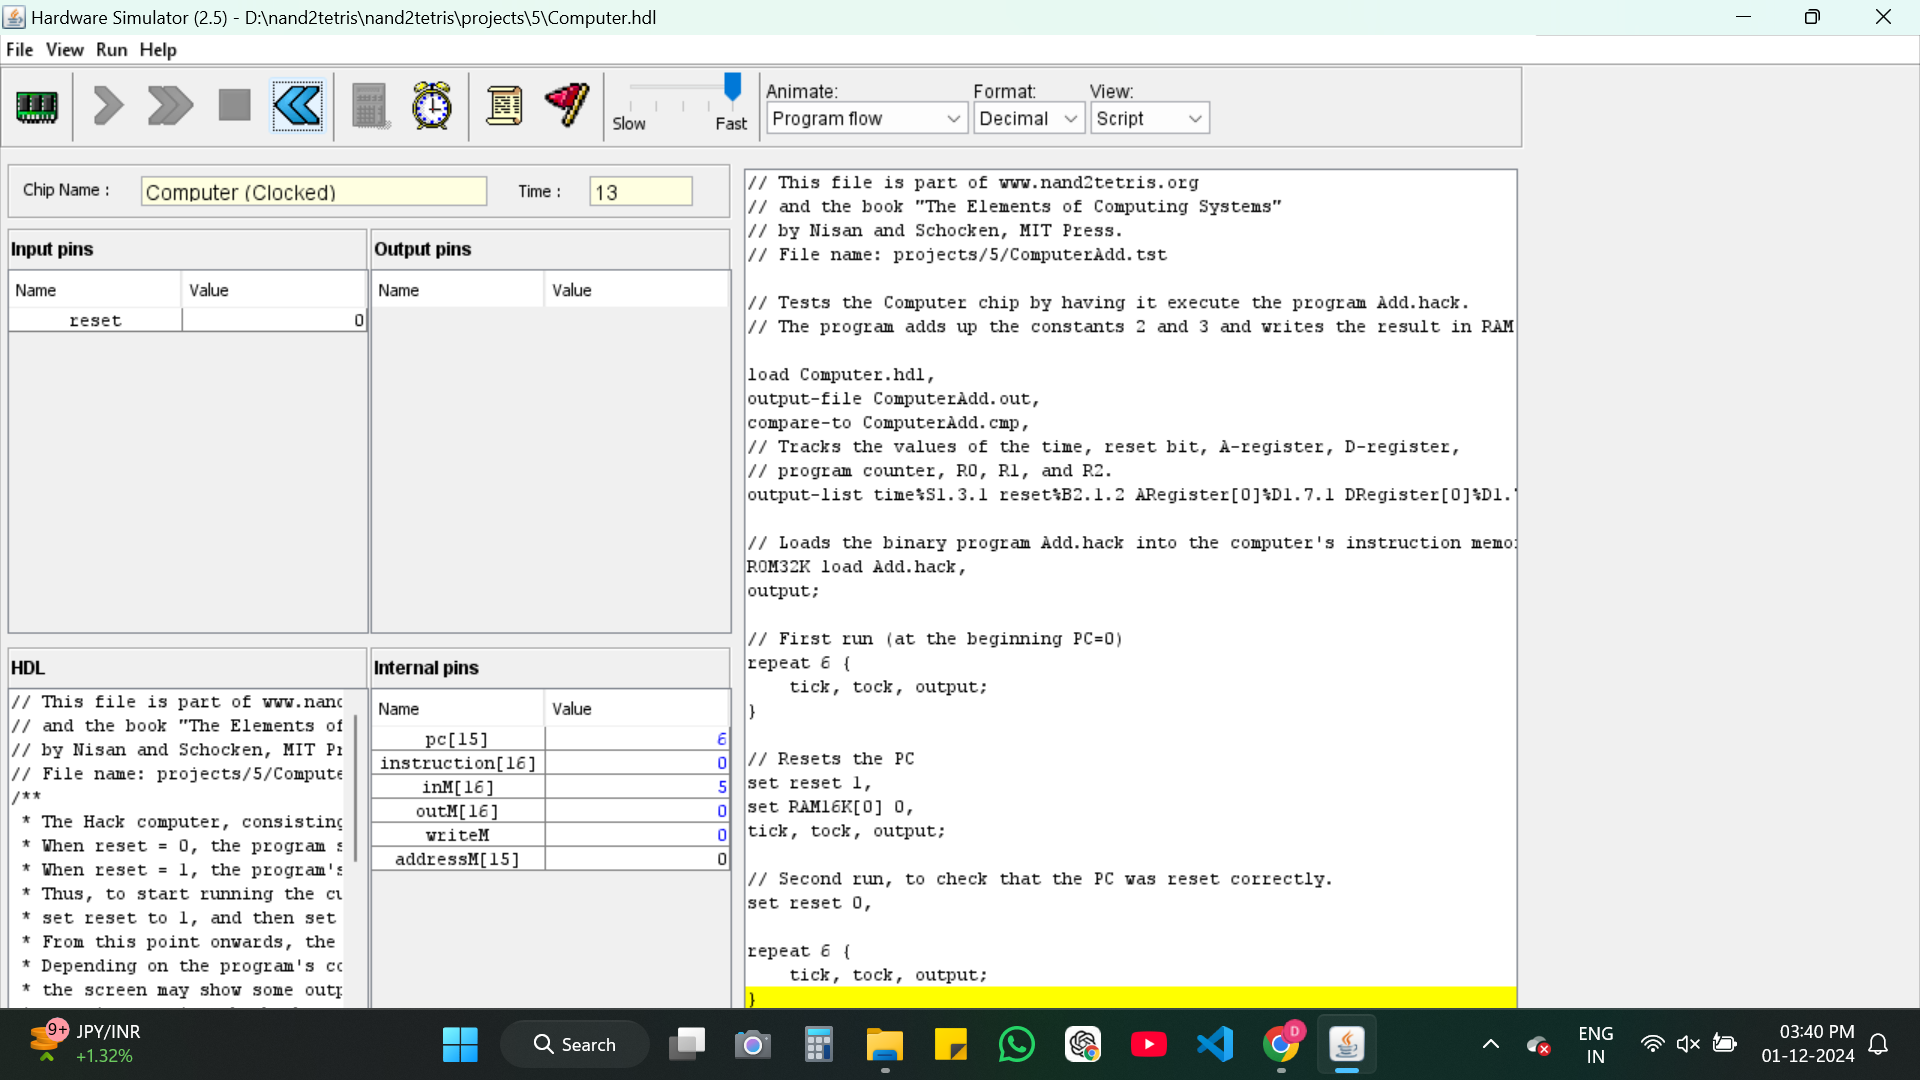 Hardware Simulator (2.5) - D:\nand2tetris\nand2tetris\projects\5\Computer.hdl
File View Run Help
Slow Fast
Animate: Format: View:
Program flow Decimal Script
Chip Name : Computer (Clocked) Time : 13
Input pins
Name Value
reset 0
Output pins
Name Value
HDL
// This file is part of www.nand
// and the book "The Elements of
// by Nisan and Schocken, MIT Pr
// File name: projects/5/Compute
/**
* The Hack computer, consisting
* When reset = 0, the program s
* When reset = 1, the program's
* Thus, to start running the cu
* set reset to 1, and then set
* From this point onwards, the
* Depending on the program's co
* the screen may show some outp
Internal pins
Name Value
pc[15] 6
instruction[16] 0
inM[16] 5
outM[16] 0
writeM 0
addressM[15] 0
// This file is part of www.nand2tetris.org
// and the book "The Elements of Computing Systems"
// by Nisan and Schocken, MIT Press.
// File name: projects/5/ComputerAdd.tst
// Tests the Computer chip by having it execute the program Add.hack.
// The program adds up the constants 2 and 3 and writes the result in RAM
load Computer.hdl,
output-file ComputerAdd.out,
compare-to ComputerAdd.cmp,
// Tracks the values of the time, reset bit, A-register, D-register,
// program counter, R0, R1, and R2.
output-list time%S1.3.1 reset%B2.1.2 ARegister[0]%D1.7.1 DRegister[0]%D1.
// Loads the binary program Add.hack into the computer's instruction memo
ROM32K load Add.hack,
output;
// First run (at the beginning PC=0)
repeat 6 {
tick, tock, output;
}
// Resets the PC
set reset 1,
set RAM16K[0] 0,
tick, tock, output;
// Second run, to check that the PC was reset correctly.
set reset 0,
repeat 6 {
tick, tock, output;
}
9+ JPY/INR
+1.32%
Search
D
ENG
IN
03:40 PM
01-12-2024